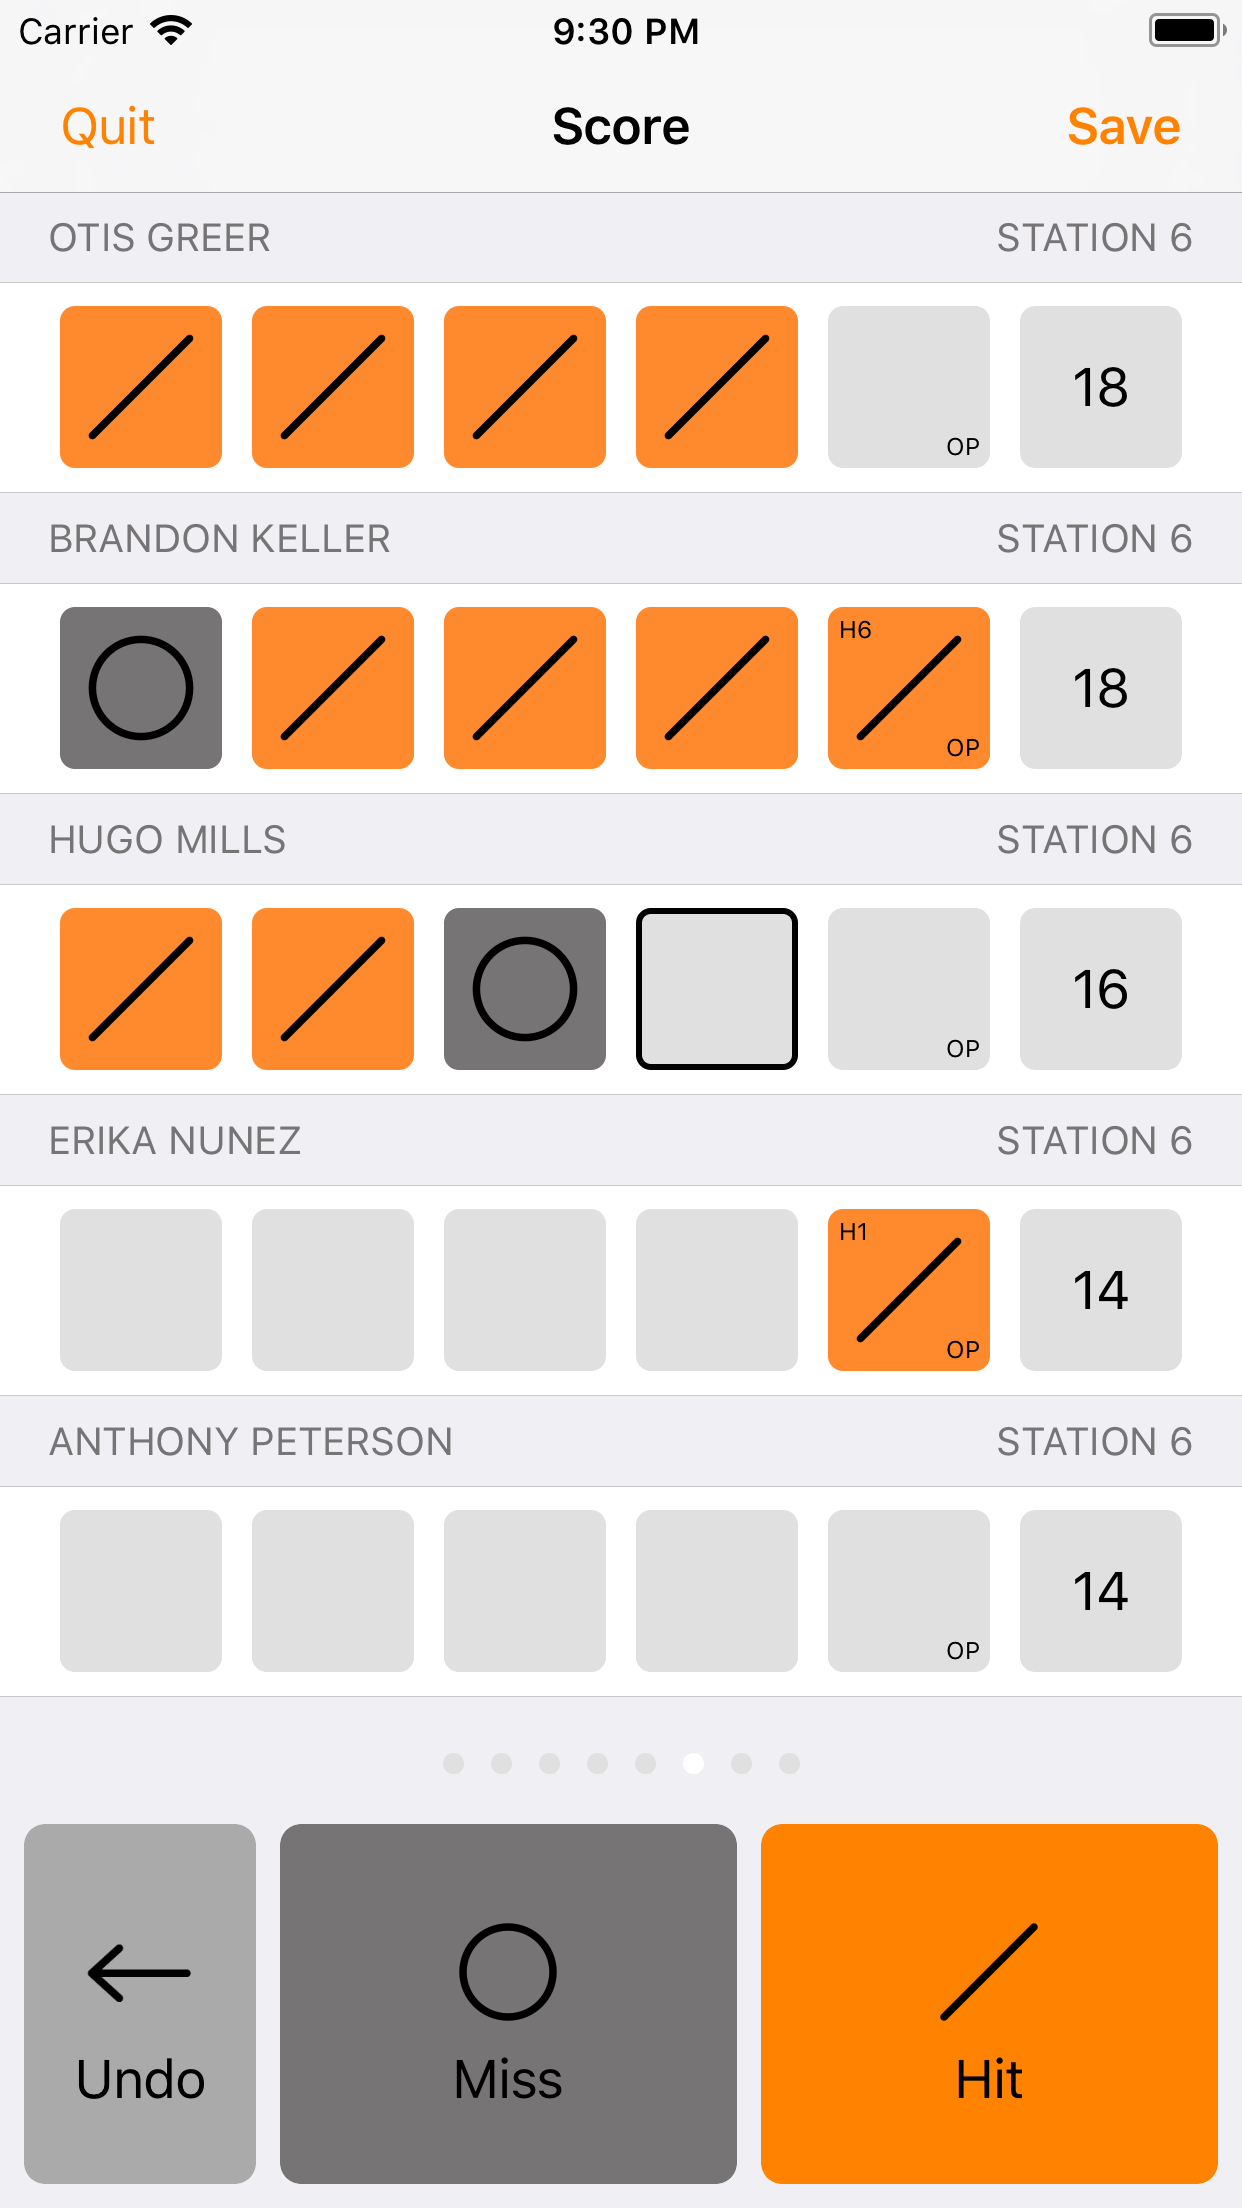 Carrier 9:30 PM
Quit Score Save
OTIS GREER STATION 6
OP 18
BRANDON KELLER STATION 6
H6 OP 18
HUGO MILLS STATION 6
OP 16
ERIKA NUNEZ STATION 6
H1 OP 14
ANTHONY PETERSON STATION 6
OP 14
Undo Miss Hit